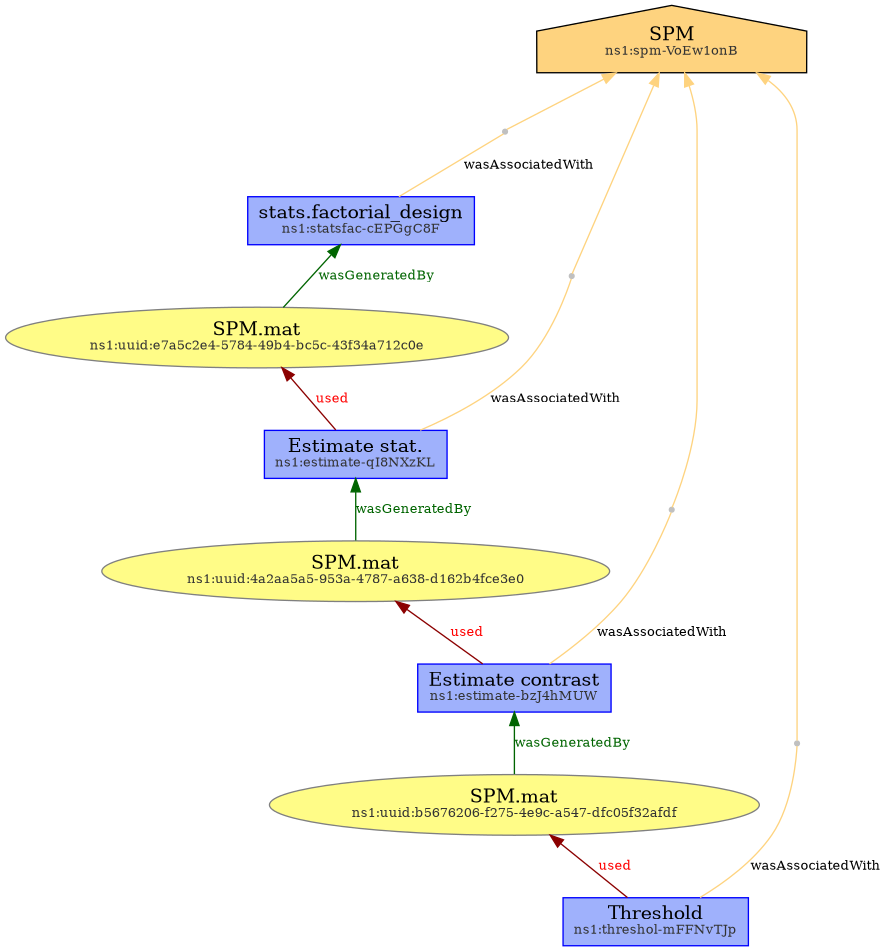 SPM
ns1:spm-VoEw1onB
wasAssociatedWith
stats.factorial_design
ns1:statsfac-cEPGgC8F
wasGeneratedBy
SPM.mat
ns1:uuid:e7a5c2e4-5784-49b4-bc5c-43f34a712c0e
used
wasAssociatedWith
Estimate stat.
ns1:estimate-qI8NXzKL
wasGeneratedBy
SPM.mat
ns1:uuid:4a2aa5a5-953a-4787-a638-d162b4fce3e0
used
wasAssociatedWith
Estimate contrast
ns1:estimate-bzJ4hMUW
wasGeneratedBy
SPM.mat
ns1:uuid:b5676206-f275-4e9c-a547-dfc05f32afdf
used
wasAssociatedWith
Threshold
ns1:threshol-mFFNvTJp